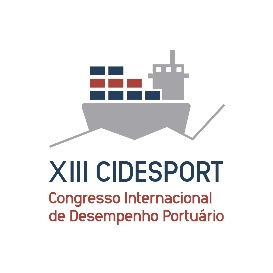 XIII CIDESPORT
Congresso Internacional
de Desempenho Portuário